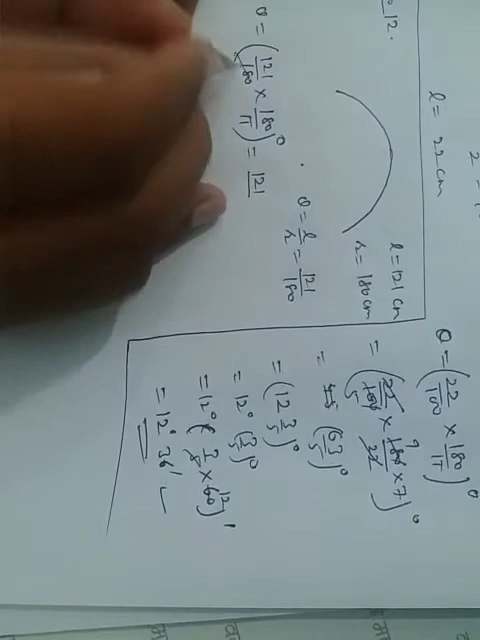 l = 22 cm
θ = (22/100 × 180/π)°
= (22/100 × 180/22 × 7)°
= (63/5)°
= (12 3/5)°
= 12° (3/5)°
= 12° (3/5 × 60)'
= 12° 36'
l = 121 cm
r = 180 cm
θ = l/r = 121/180
θ = (121/180 × 180/π)° = 121